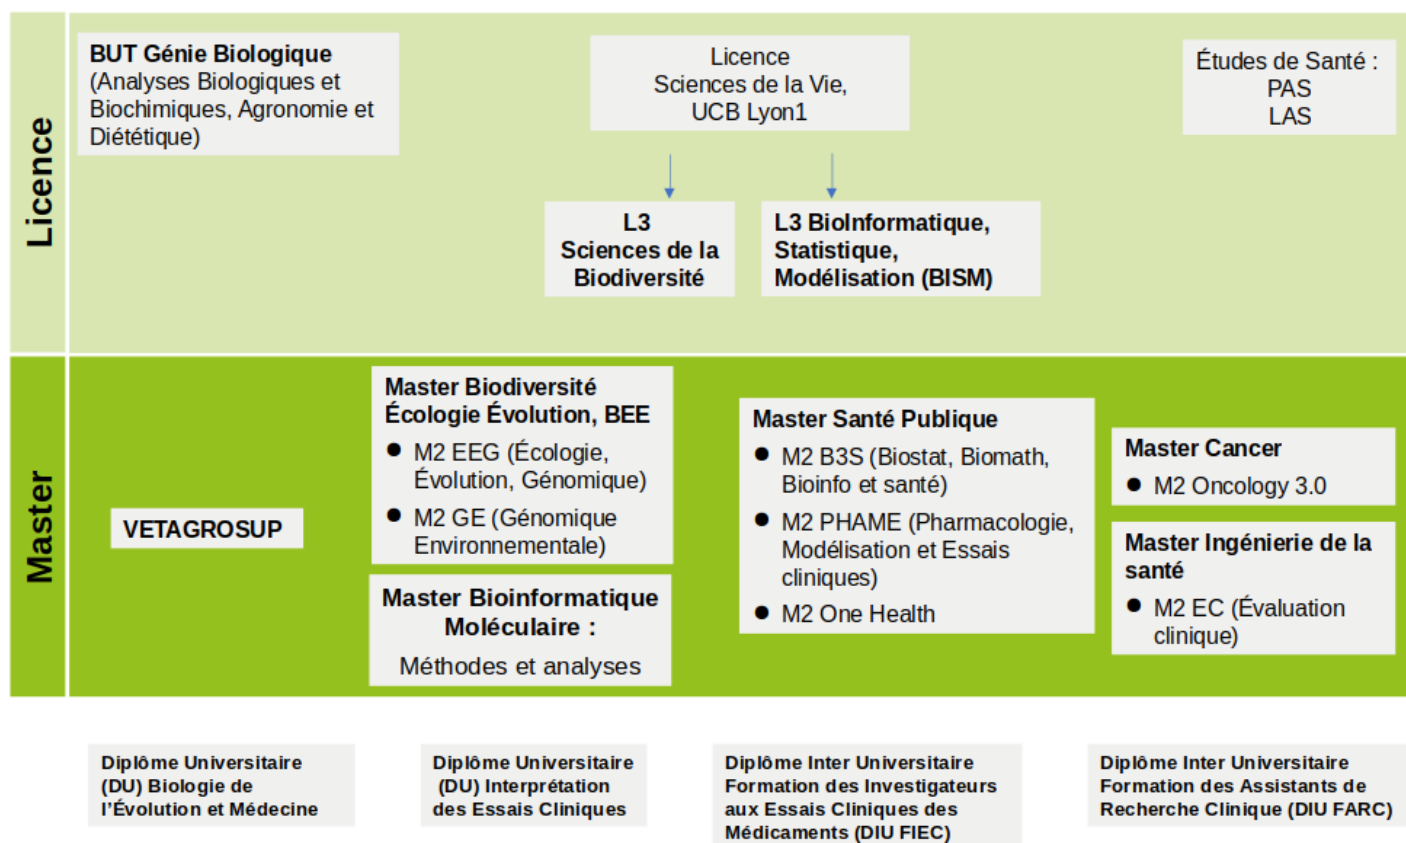 Licence
BUT Génie Biologique
(Analyses Biologiques et
Biochimiques, Agronomie et
Diététique)
Licence
Sciences de la Vie,
UCB Lyon1
Études de Santé :
PAS
LAS
L3
Sciences de la
Biodiversité
L3 BioInformatique,
Statistique,
Modélisation (BISM)
Master
VETAGROSUP
Master Biodiversité
Écologie Évolution, BEE
● M2 EEG (Écologie,
Évolution, Génomique)
● M2 GE (Génomique
Environnementale)
Master Bioinformatique
Moléculaire :
Méthodes et analyses
Master Santé Publique
● M2 B3S (Biostat, Biomath,
Bioinfo et santé)
● M2 PHAME (Pharmacologie,
Modélisation et Essais
cliniques)
● M2 One Health
Master Cancer
● M2 Oncology 3.0
Master Ingénierie de la
santé
● M2 EC (Évaluation
clinique)
Diplôme Universitaire
(DU) Biologie de
l'Évolution et Médecine
Diplôme Universitaire
(DU) Interprétation
des Essais Cliniques
Diplôme Inter Universitaire
Formation des Investigateurs
aux Essais Cliniques des
Médicaments (DIU FIEC)
Diplôme Inter Universitaire
Formation des Assistants de
Recherche Clinique (DIU FARC)